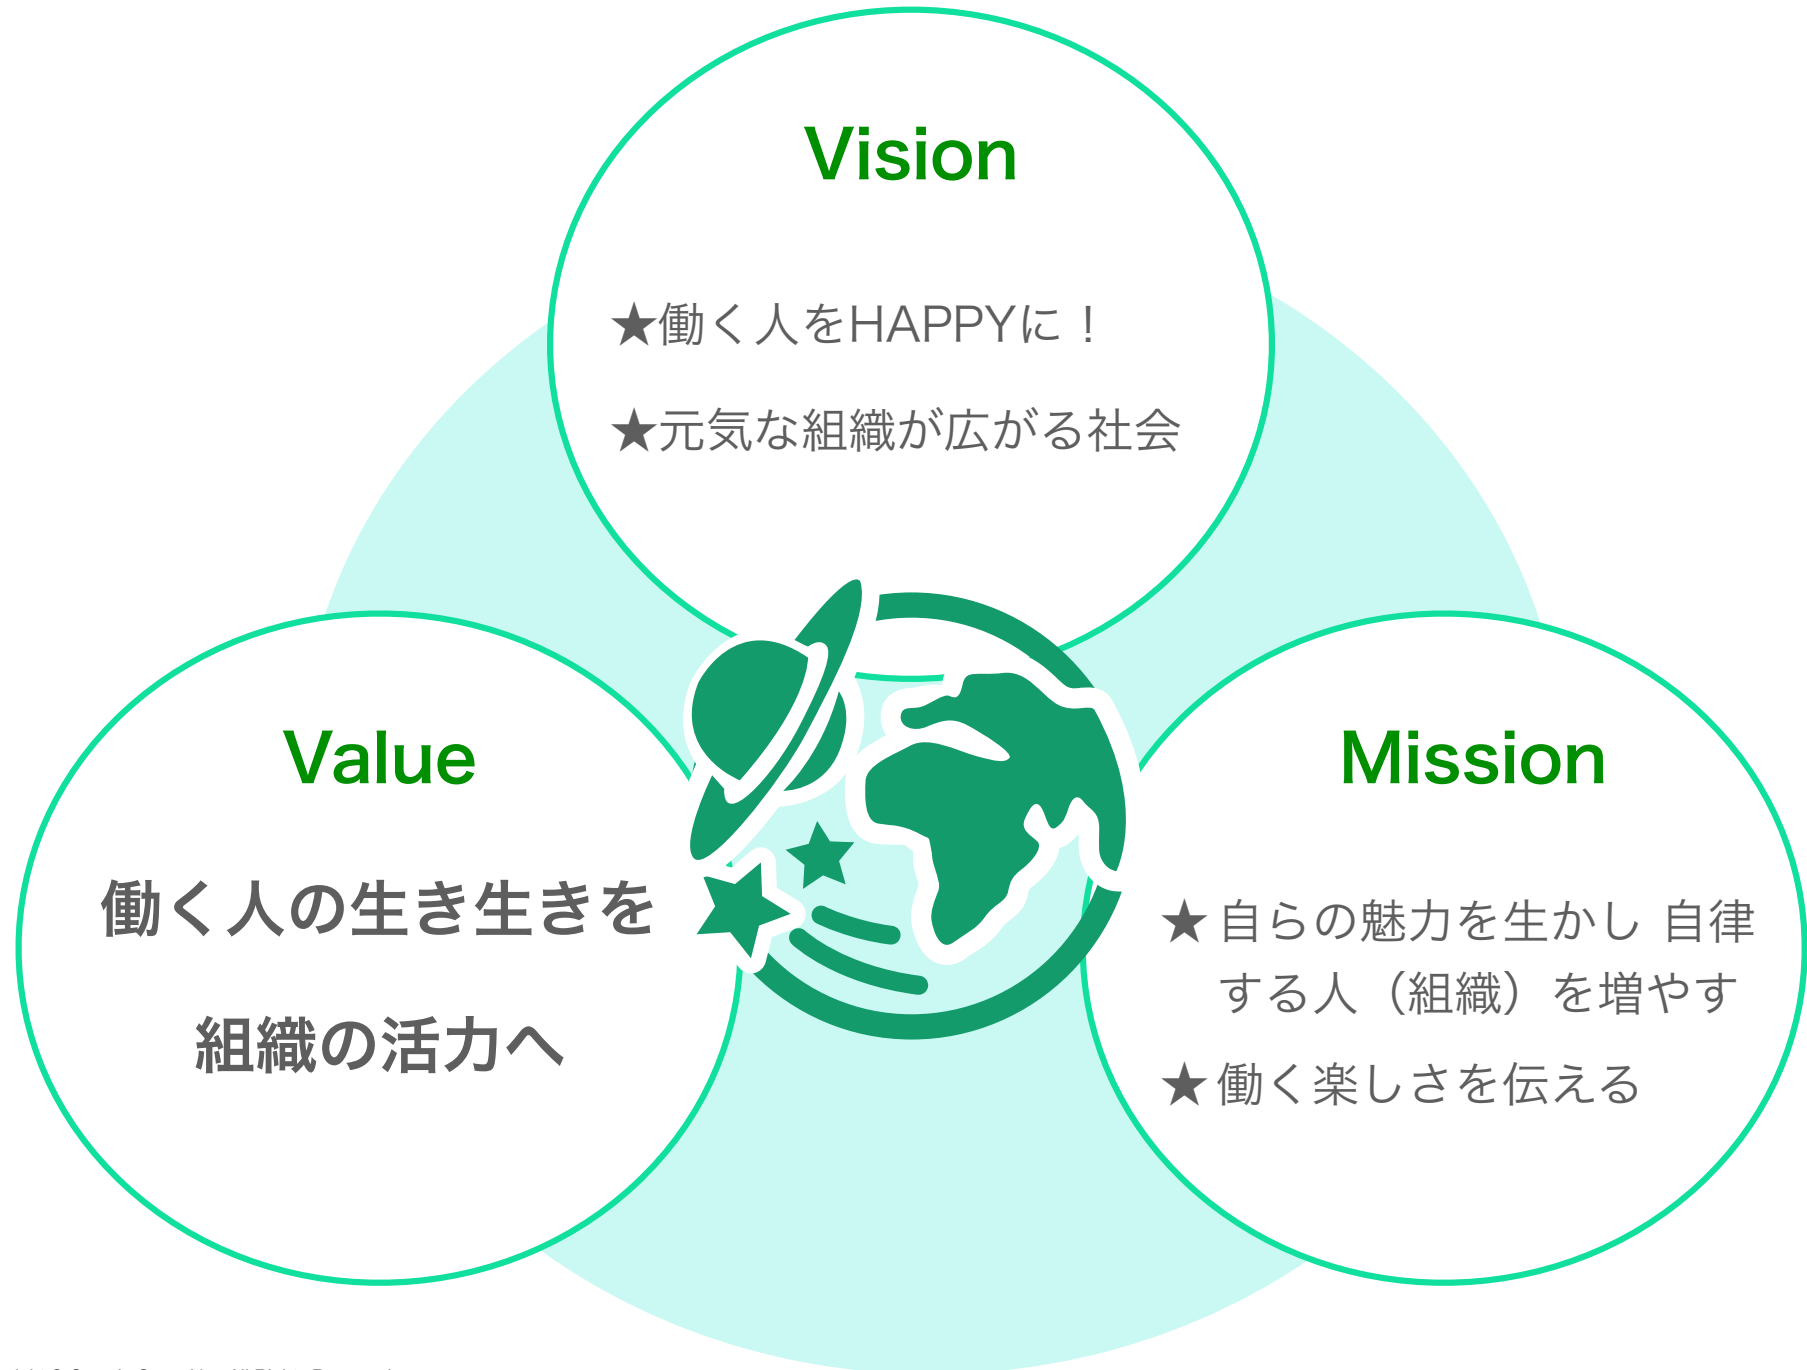 Vision
★働く人をHAPPYに！
★元気な組織が広がる社会
Value
働く人の生き生きを
組織の活力へ
Mission
★ 自らの魅力を生かし 自律
する人（組織）を増やす
★ 働く楽しさを伝える